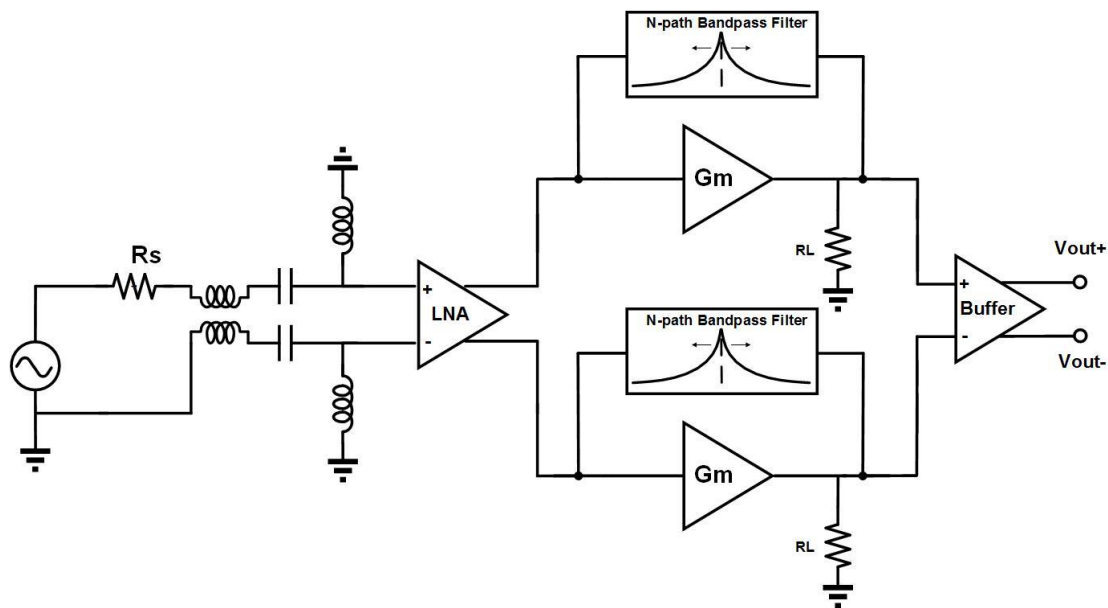 N-path Bandpass Filter
Gm
Rs
RL
Vout+
+
LNA
-
+
Buffer
-
N-path Bandpass Filter
Vout-
Gm
RL